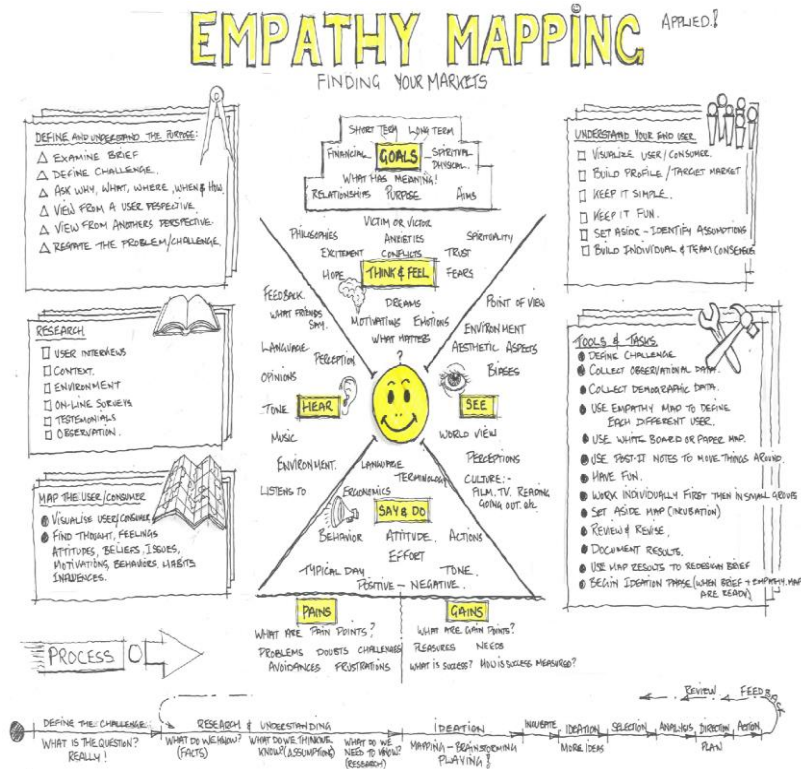 EMPATHY MAPPING APPLIED!
FINDING YOUR MARKETS
DEFINE AND UNDERSTAND THE PURPOSE:
EXAMINE BRIEF
DEFINE CHALLENGE.
ASK WHY, WHAT, WHERE, WHEN & HOW
VIEW FROM A USER PESPECTIVE
VIEW FROM ANOTHERS PERSPECTIVE.
RESTATE THE PROBLEM/CHALLENGE.
RESEARCH
USER INTERVIEWS
CONTEXT.
ENVIRONMENT
ON-LINE SURVEYS
TESTEMONIALS
OBSERVATION.
MAP THE USER/CONSUMER
VISUALISE USER/CONSUMER
FIND THOUGHT, FEELINGS
ATTITUDES, BELIEFS, ISSUES,
MOTIVATIONS, BEHAVIORS, HABITS
INFLUENCES.
SHORT TERM LONG TERM
FINANCIAL GOALS SPIRITUAL
PHYSICAL.
WHAT HAS MEANING!
RELATIONSHIPS PURPOSE AIMS
VICTIM OR VICTOR
PHILOSOPHIES ANXIETIES SPIRITUALITY
EXCITEMENT CONFLICTS TRUST
HOPE THINK & FEEL FEARS
DREAMS
MOTIVATIONS EMOTIONS
WHAT MATTERS
?
FEEDBACK.
WHAT FRIENDS
SAY.
LANGUAGE PERCEPTION
OPINIONS
TONE HEAR
MUSIC
ENVIRONMENT.
LISTENS TO
POINT OF VIEW
ENVIRONMENT
AESTHETIC ASPECTS
BIASES
SEE
WORLD VIEW
PERCEPTIONS
CULTURE:-
FILM. TV. READING
GOING OUT. etc
LANGUAGE
TERMINOLOGY
ERGONOMICS
SAY & DO
BEHAVIOR ATTITUDE. ACTIONS
EFFORT
TYPICAL DAY TONE.
POSITIVE - NEGATIVE.
PAINS
WHAT ARE PAIN POINTS?
PROBLEMS DOUBTS CHALLENGES
AVOIDANCES FRUSTRATIONS
GAINS
WHAT ARE GAIN POINTS?
PLEASURES NEEDS
WHAT IS SUCCESS? HOW IS SUCCESS MEASURED?
UNDERSTAND YOUR END USER
VISUALIZE USER/CONSUMER.
BUILD PROFILE / TARGET MARKET
KEEP IT SIMPLE.
KEEP IT FUN.
SET ASIDE - IDENTIFY ASSUMPTIONS
BUILD INDIVIDUAL & TEAM CONSENSUS
TOOLS & TASKS
DEFINE CHALLENGE
COLLECT OBSERVATIONAL DATA
COLLECT DEMOGRAPHIC DATA.
USE EMPATHY MAP TO DEFINE
EACH DIFFERENT USER.
USE WHITE BOARD OR PAPER MAP.
USE POST-IT NOTES TO MOVE THINGS AROUND.
HAVE FUN.
WORK INDIVIDUALLY FIRST THEN IN SMALL GROUPS
SET ASIDE MAP (INCUBATION)
REVIEW & REVISE.
DOCUMENT RESULTS.
USE MAP RESULTS TO REDESIGN BRIEF
BEGIN IDEATION PHASE (WHEN BRIEF + EMPATHY MAP
ARE READY)
PROCESS
REVIEW FEEDBACK
DEFINE THE CHALLENGE
WHAT IS THE QUESTION?
REALLY!
RESEARCH & UNDERSTANDING
WHAT DO WE KNOW?
(FACTS)
WHAT DO WE THINK WE
KNOW? (ASSUMPTIONS)
WHAT DO WE
NEED TO KNOW?
(RESEARCH)
IDEATION
MAPPING - BRAINSTORMING
PLAYING!
INCUBATE
IDEATION
MORE IDEAS
SELECTION
ANALYSIS
DIRECTION
PLAN
ACTION